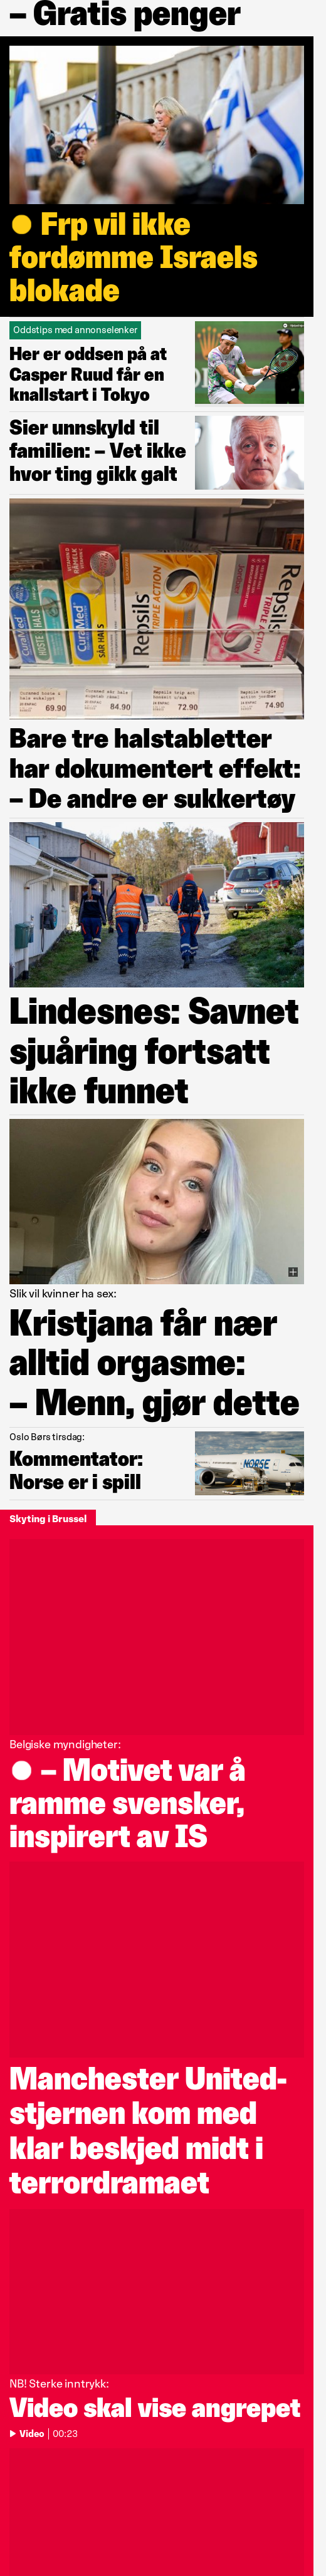 – Gratis penger
Frp vil ikke
fordømme Israels
blokade
Oddstips med annonselenker
Her er oddsen på at
Casper Ruud får en
knallstart i Tokyo
Sier unnskyld til
familien: – Vet ikke
hvor ting gikk galt
CuraMed
HOSTE HALS
CuraMed
SÅR HALS
Repsils
TRIPLE ACTION
Repsils
TRIPLE ACTION
69.90
84.90
72.90
74.90
Bare tre halstabletter
har dokumentert effekt:
– De andre er sukkertøy
Lindesnes: Savnet
sjuåring fortsatt
ikke funnet
Slik vil kvinner ha sex:
Kristjana får nær
alltid orgasme:
– Menn, gjør dette
Oslo Børs tirsdag:
Kommentator:
Norse er i spill
NORSE
Skyting i Brussel
Belgiske myndigheter:
– Motivet var å
ramme svensker,
inspirert av IS
Manchester United-
stjernen kom med
klar beskjed midt i
terrordramaet
NB! Sterke inntrykk:
Video skal vise angrepet
Video | 00:23